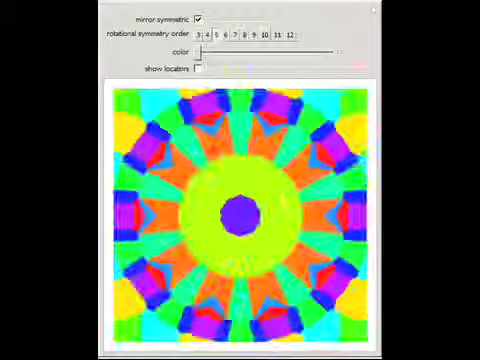 mirror symmetric
rotational symmetry order 3 4 5 6 7 8 9 10 11 12
color
show locators